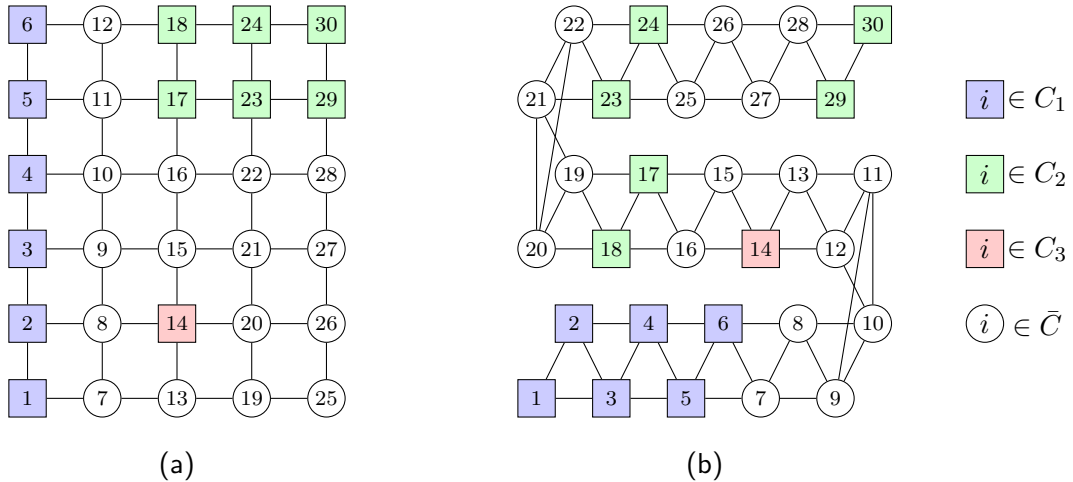 6 12 18 24 30 22 24 26 28 30
5 11 17 23 29 21 23 25 27 29 i ∈ C₁
4 10 16 22 28 19 17 15 13 11 i ∈ C₂
3 9 15 21 27 20 18 16 14 12 i ∈ C₃
2 8 14 20 26 2 4 6 8 10 i ∈ C̄
1 7 13 19 25 1 3 5 7 9
(a) (b)